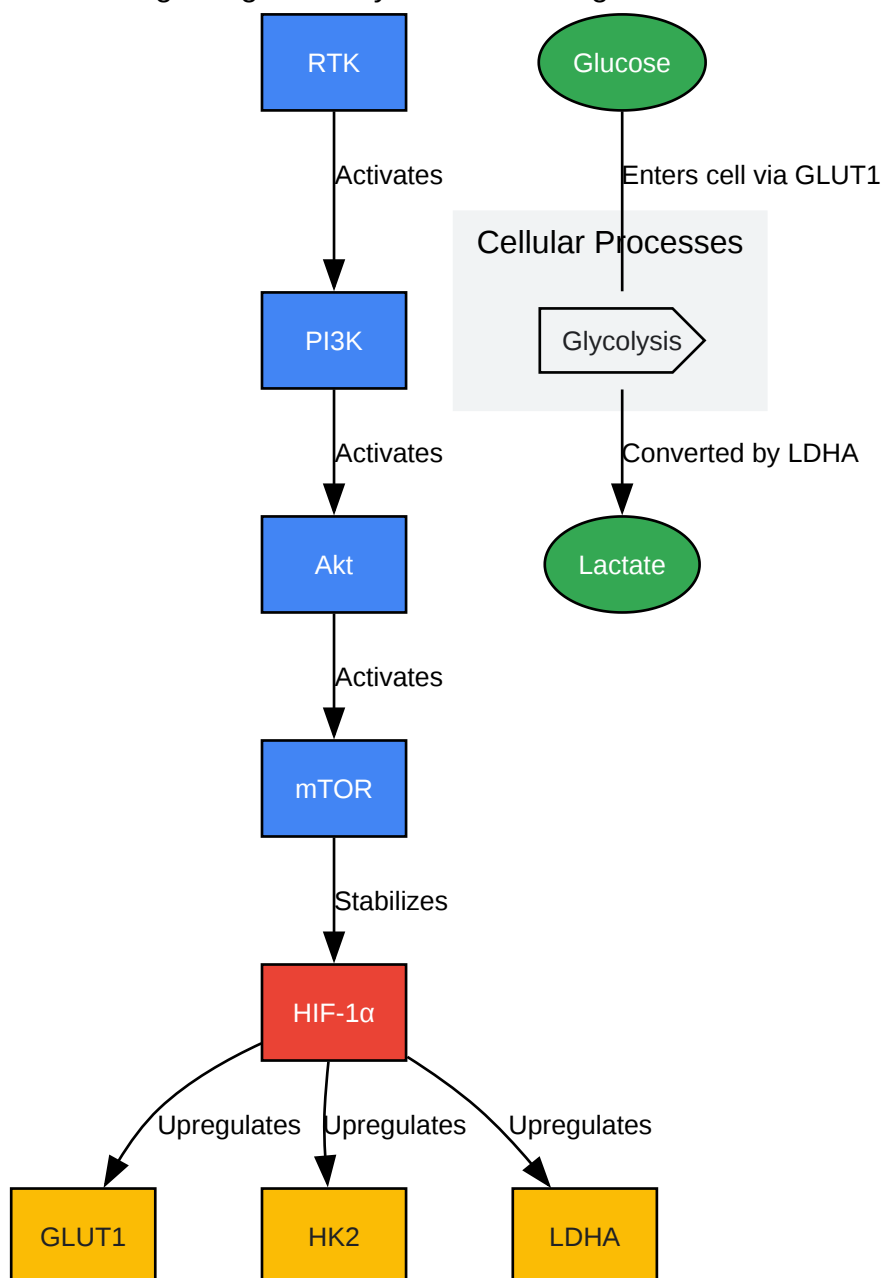 RTK
Glucose
Activates
Enters cell via GLUT1
Cellular Processes
PI3K
Glycolysis
Activates
Converted by LDHA
Akt
Lactate
Activates
mTOR
Stabilizes
HIF-1α
Upregulates
Upregulates
Upregulates
GLUT1
HK2
LDHA